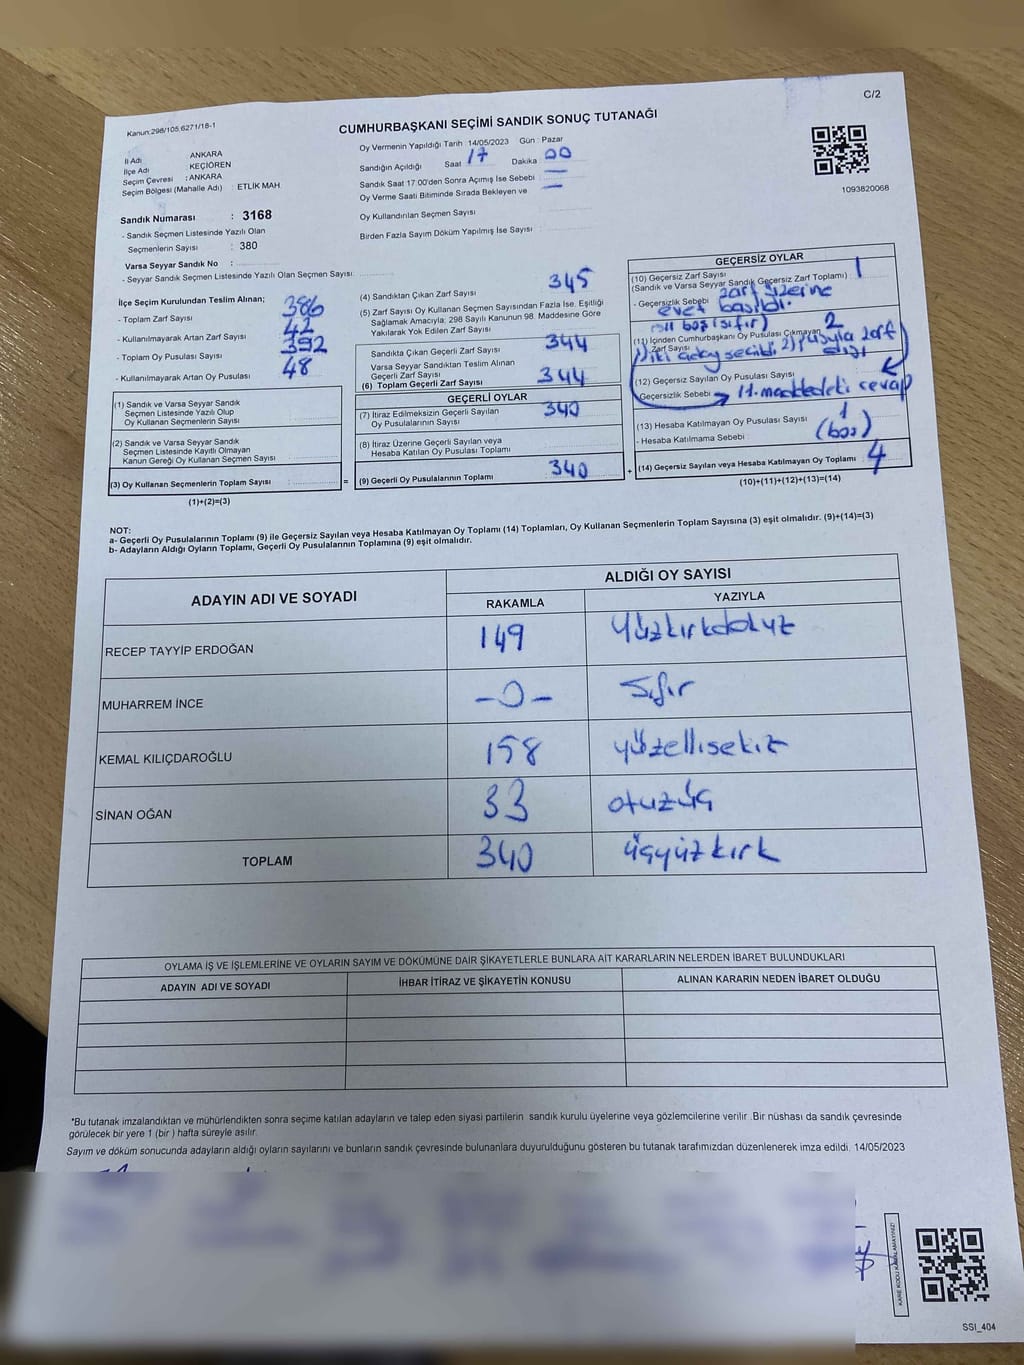 C/2
Kanun:298/105,6271/18-1
CUMHURBAŞKANI SEÇİMİ SANDIK SONUÇ TUTANAĞI
1093820068
İl Adı ANKARA
İlçe Adı KEÇİÖREN
Seçim Çevresi : ANKARA
Seçim Bölgesi (Mahalle Adı) : ETLİK MAH
Sandık Numarası : 3168
- Sandık Seçmen Listesinde Yazılı Olan
Seçmenlerin Sayısı : 380
Varsa Seyyar Sandık No :
- Seyyar Sandık Seçmen Listesinde Yazılı Olan Seçmen Sayısı:
Oy Vermenin Yapıldığı Tarih 14/05/2023 Gün : Pazar
Sandığın Açıldığı Saat 17 Dakika 00
Sandık Saat 17:00'den Sonra Açımış İse Sebebi : —
Oy Verme Saati Bitiminde Sırada Bekleyen ve —
Oy Kullandırılan Seçmen Sayısı
Birden Fazla Sayım Döküm Yapılmış İse Sayısı :
İlçe Seçim Kurulundan Teslim Alınan;
- Toplam Zarf Sayısı 386
- Kullanılmayarak Artan Zarf Sayısı 42
- Toplam Oy Pusulası Sayısı 392
- Kullanılmayarak Artan Oy Pusulası 48
(1) Sandık ve Varsa Seyyar Sandık
Seçmen Listesinde Yazılı Olup
Oy Kullanan Seçmenlerin Sayısı
(2) Sandık ve Varsa Seyyar Sandık
Seçmen Listesinde Kayıtlı Olmayan
Kanun Gereği Oy Kullanan Seçmen Sayısı
(3) Oy Kullanan Seçmenlerin Toplam Sayısı :
(1)+(2)=(3)
=
(4) Sandıktan Çıkan Zarf Sayısı 345
(5) Zarf Sayısı Oy Kullanan Seçmen Sayısından Fazla İse, Eşitliği
Sağlamak Amacıyla; 298 Sayılı Kanunun 98. Maddesine Göre
Yakılarak Yok Edilen Zarf Sayısı
Sandıkta Çıkan Geçerli Zarf Sayısı 344
Varsa Seyyar Sandıktan Teslim Alınan
Geçerli Zarf Sayısı
(6) Toplam Geçerli Zarf Sayısı 344
GEÇERLİ OYLAR
(7) İtiraz Edilmeksizin Geçerli Sayılan 340
Oy Pusulalarının Sayısı
(8) İtiraz Üzerine Geçerli Sayılan veya
Hesaba Katılan Oy Pusulası Toplamı
(9) Geçerli Oy Pusulalarının Toplamı 340
+
GEÇERSİZ OYLAR
(10) Geçersiz Zarf Sayısı 1
(Sandık ve Varsa Seyyar Sandık Geçersiz Zarf Toplamı)
- Geçersizlik Sebebi zarf üzerine
evet basıldı.
boş (sıfır)
(11) İçinden Cumhurbaşkanı Oy Pusulası Çıkmayan 2
Zarf Sayısı
1) iki aday seçildi 2) pusula zarf
dışı
(12) Geçersiz Sayılan Oy Pusulası Sayısı
Geçersizlik Sebebi → 11. maddedeki cevap
(13) Hesaba Katılmayan Oy Pusulası Sayısı 1
- Hesaba Katılmama Sebebi : (boş)
(14) Geçersiz Sayılan veya Hesaba Katılmayan Oy Toplamı : 4
(10)+(11)+(12)+(13)=(14)
NOT:
a- Geçerli Oy Pusulalarının Toplamı (9) ile Geçersiz Sayılan veya Hesaba Katılmayan Oy Toplamı (14) Toplamları, Oy Kullanan Seçmenlerin Toplam Sayısına (3) eşit olmalıdır. (9)+(14)=(3)
b- Adayların Aldığı Oyların Toplamı, Geçerli Oy Pusulalarının Toplamına (9) eşit olmalıdır.
ADAYIN ADI VE SOYADI
ALDIĞI OY SAYISI
RAKAMLA YAZIYLA
RECEP TAYYİP ERDOĞAN 149 Yüzkırkdokuz
MUHARREM İNCE -0- Sıfır
KEMAL KILIÇDAROĞLU 158 yüzellisekiz
SİNAN OĞAN 33 otuzüç
TOPLAM 340 üçyüzkırk
OYLAMA İŞ VE İŞLEMLERİNE VE OYLARIN SAYIM VE DÖKÜMÜNE DAİR ŞİKAYETLERLE BUNLARA AİT KARARLARIN NELERDEN İBARET BULUNDUKLARI
ADAYIN ADI VE SOYADI İHBAR İTİRAZ VE ŞİKAYETİN KONUSU ALINAN KARARIN NEDEN İBARET OLDUĞU
*Bu tutanak imzalandıktan ve mühürlendikten sonra seçime katılan adayların ve talep eden siyasi partilerin sandık kurulu üyelerine veya gözlemcilerine verilir. Bir nüshası da sandık çevresinde
görülecek bir yere 1 (bir ) hafta süreyle asılır.
Sayım ve döküm sonucunda adayların aldığı oyların sayılarını ve bunların sandık çevresinde bulunanlara duyurulduğunu gösteren bu tutanak tarafımızdan düzenlenerek imza edildi. 14/05/2023
KARE KODU KARALAMAYINIZ!
SSI_404